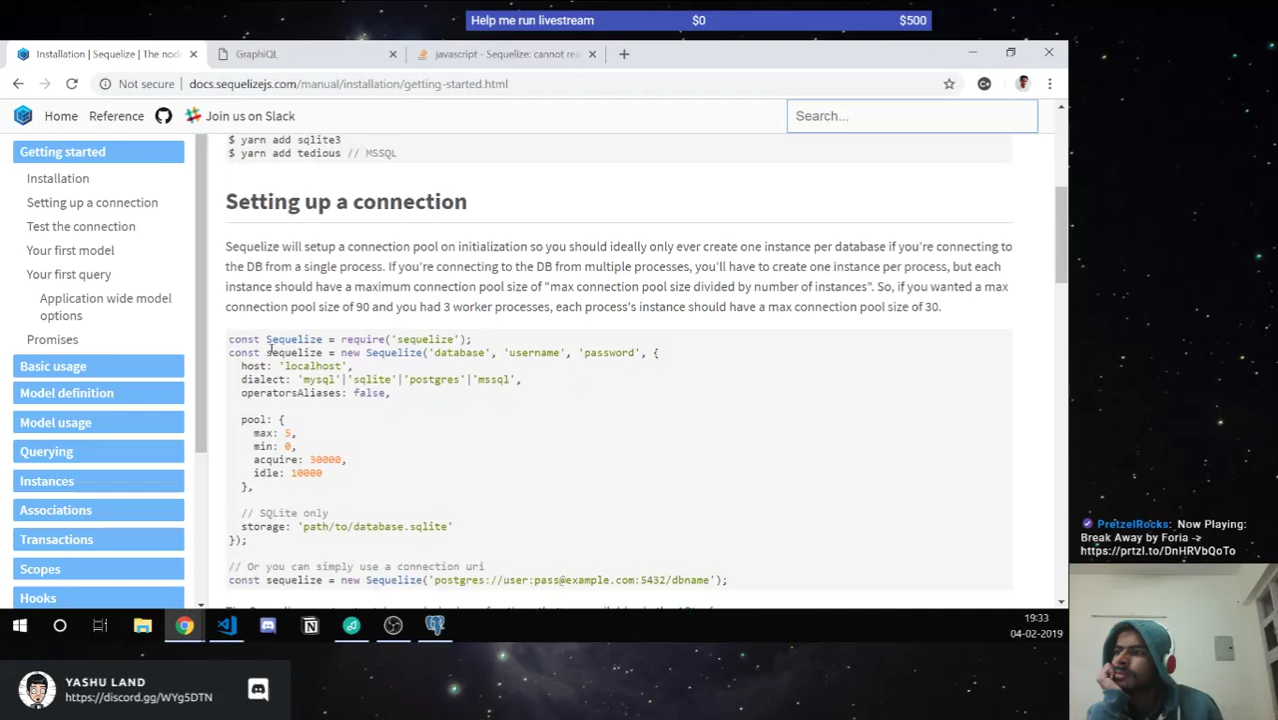 Help me run livestream $0 $500
Installation | Sequelize | The node
GraphiQL
javascript - Sequelize: cannot rea
Not secure docs.sequelizejs.com/manual/installation/getting-started.html
Home Reference Join us on Slack Search...
$ yarn add sqlite3
$ yarn add tedious // MSSQL
Getting started
Installation
Setting up a connection
Test the connection
Your first model
Your first query
Application wide model
options
Promises
Basic usage
Model definition
Model usage
Querying
Instances
Associations
Transactions
Scopes
Hooks
Setting up a connection
Sequelize will setup a connection pool on initialization so you should ideally only ever create one instance per database if you're connecting to
the DB from a single process. If you're connecting to the DB from multiple processes, you'll have to create one instance per process, but each
instance should have a maximum connection pool size of "max connection pool size divided by number of instances". So, if you wanted a max
connection pool size of 90 and you had 3 worker processes, each process's instance should have a max connection pool size of 30.
const Sequelize = require('sequelize');
const sequelize = new Sequelize('database', 'username', 'password', {
host: 'localhost',
dialect: 'mysql'|'sqlite'|'postgres'|'mssql',
operatorsAliases: false,
pool: {
max: 5,
min: 0,
acquire: 30000,
idle: 10000
},
// SQLite only
storage: 'path/to/database.sqlite'
});
// Or you can simply use a connection uri
const sequelize = new Sequelize('postgres://user:pass@example.com:5432/dbname');
PretzelRocks: Now Playing:
Break Away by Foria ->
https://prtzl.to/DnHRVbQoTo
19:33
04-02-2019
YASHU LAND
https://discord.gg/WYg5DTN